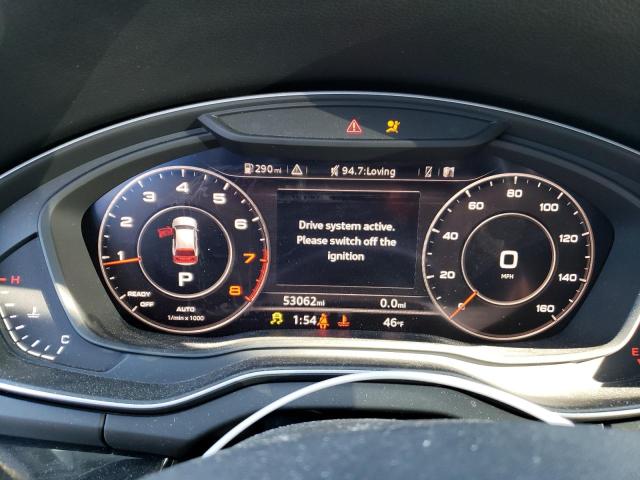 290mi
94.7:Loving
1 2 3 4 5 6 7 8
P
READY
OFF
AUTO
1/min x 1000
Drive system active.
Please switch off the
ignition
53062mi 0.0mi
1:54 46°F
0 20 40 60 80 100 120 140 160
0
MPH
H
C
E